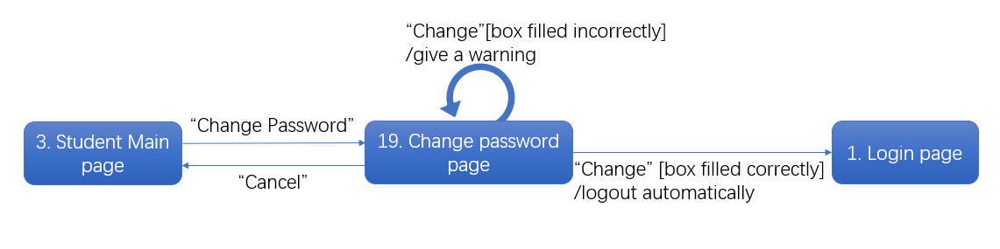 “Change”[box filled incorrectly]
/give a warning
“Change Password”
3. Student Main
page
19. Change password
page
1. Login page
“Cancel”
“Change” [box filled correctly]
/logout automatically